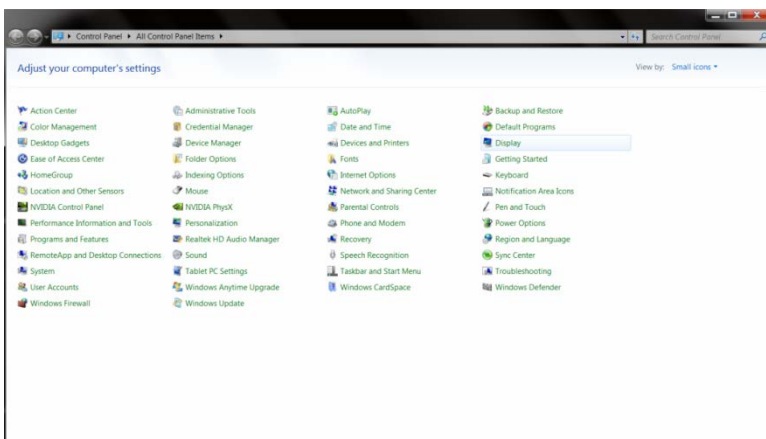 Control Panel All Control Panel Items
Search Control Panel
Adjust your computer's settings
View by: Small icons
Action Center Administrative Tools AutoPlay Backup and Restore
Color Management Credential Manager Date and Time Default Programs
Desktop Gadgets Device Manager Devices and Printers Display
Ease of Access Center Folder Options Fonts Getting Started
HomeGroup Indexing Options Internet Options Keyboard
Location and Other Sensors Mouse Network and Sharing Center Notification Area Icons
NVIDIA Control Panel NVIDIA PhysX Parental Controls Pen and Touch
Performance Information and Tools Personalization Phone and Modem Power Options
Programs and Features Realtek HD Audio Manager Recovery Region and Language
RemoteApp and Desktop Connections Sound Speech Recognition Sync Center
System Tablet PC Settings Taskbar and Start Menu Troubleshooting
User Accounts Windows Anytime Upgrade Windows CardSpace Windows Defender
Windows Firewall Windows Update